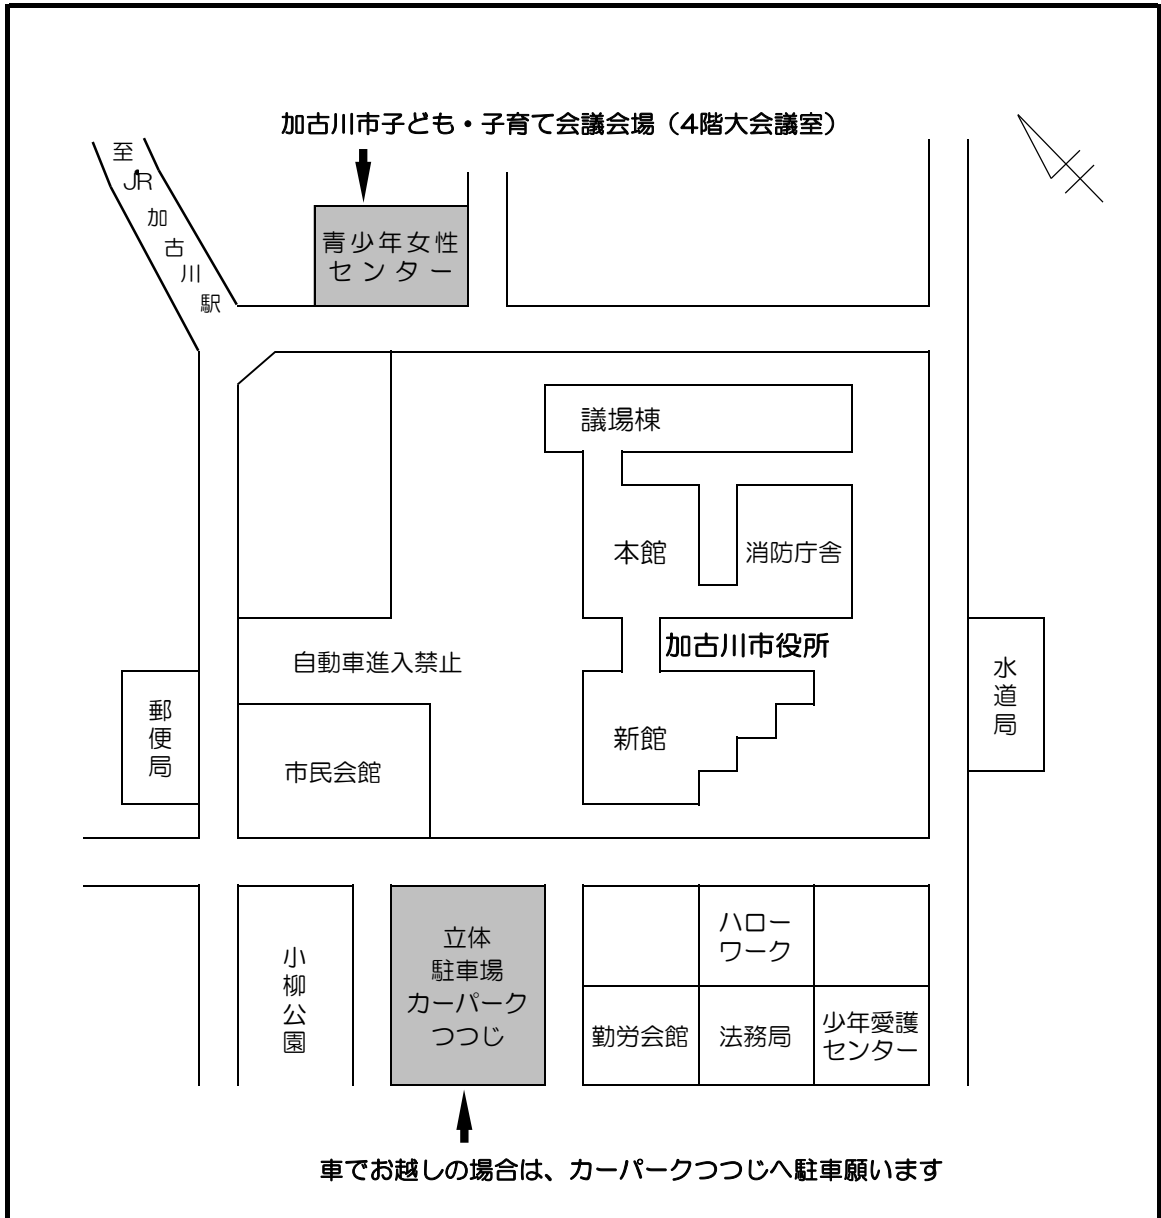 加古川市子ども・子育て会議会場（4階大会議室）
至JR加古川駅
青少年女性
センター
議場棟
本館
消防庁舎
加古川市役所
自動車進入禁止
水道局
郵便局
新館
市民会館
ハロー
ワーク
立体
駐車場
カーパーク
つつじ
小柳公園
勤労会館
法務局
少年愛護
センター
車でお越しの場合は、カーパークつつじへ駐車願います